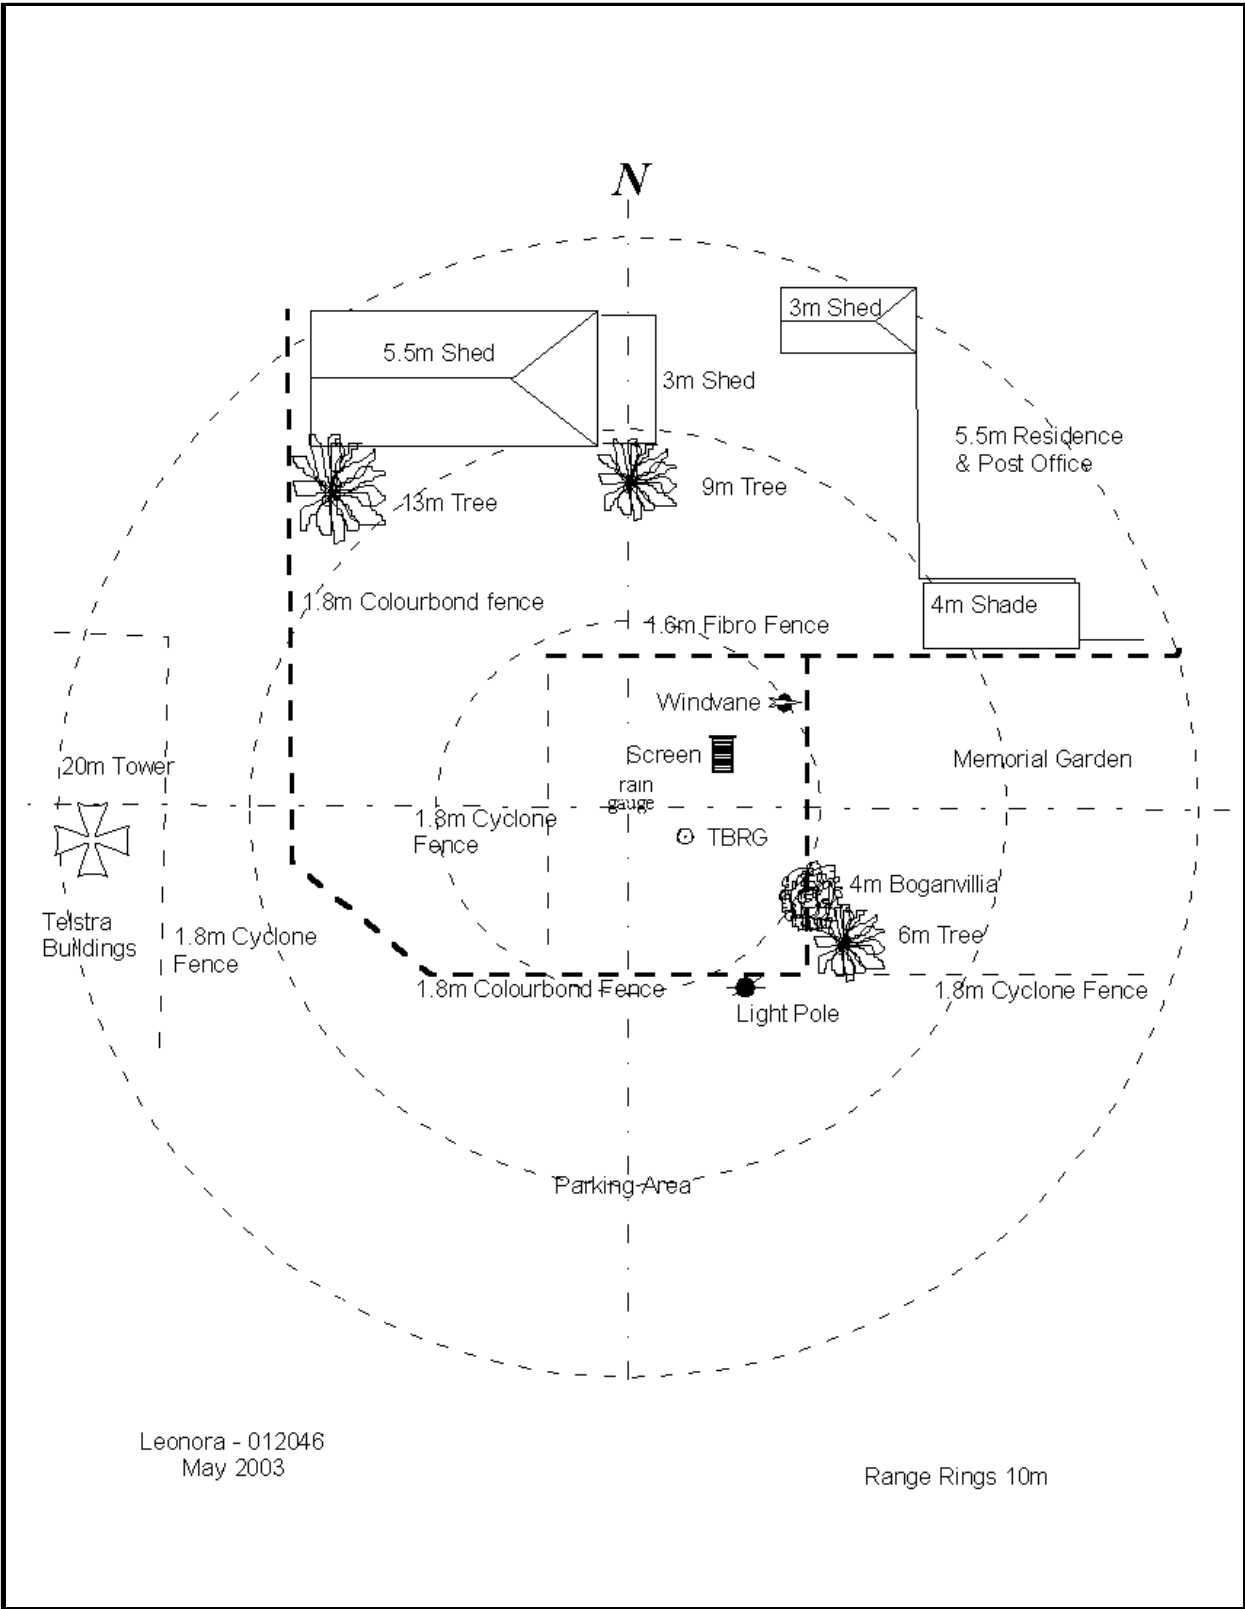 N
3m Shed
5.5m Shed
3m Shed
5.5m Residence
& Post Office
9m Tree
13m Tree
1.8m Colourbond fence
4m Shade
1.6m Fibro Fence
Windvane
Screen
Memorial Garden
20m Tower
rain
gauge
1.8m Cyclone
Fence
TBRG
4m Boganvillia
Telstra
Buildings
1.8m Cyclone
Fence
6m Tree
1.8m Colourbond Fence
1.8m Cyclone Fence
Light Pole
Parking Area
Leonora - 012046
May 2003
Range Rings 10m